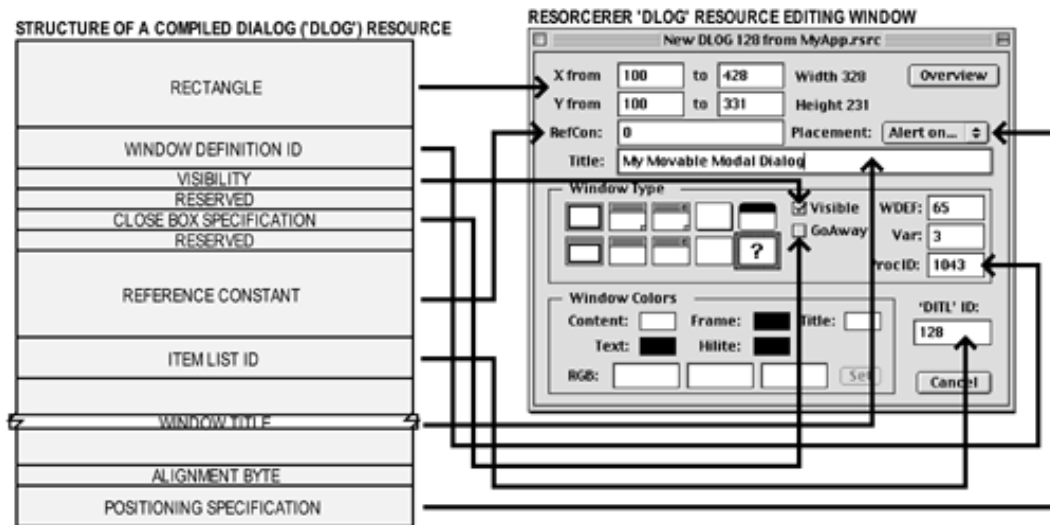 STRUCTURE OF A COMPILED DIALOG ('DLOG') RESOURCE
RECTANGLE
WINDOW DEFINITION ID
VISIBILITY
RESERVED
CLOSE BOX SPECIFICATION
RESERVED
REFERENCE CONSTANT
ITEM LIST ID
WINDOW TITLE
ALIGNMENT BYTE
POSITIONING SPECIFICATION
RESORCERER 'DLOG' RESOURCE EDITING WINDOW
New DLOG 128 from MyApp.rsrc
X from 100 to 428 Width 328 Overview
Y from 100 to 331 Height 231
RefCon: 0 Placement: Alert on...
Title: My Movable Modal Dialog
Window Type
Visible WDEF: 65
GoAway Var: 3
? ProcID: 1043
Window Colors
Content: Frame: Title:
Text: Hilite:
RGB: Set
'DITL' ID:
128
Cancel